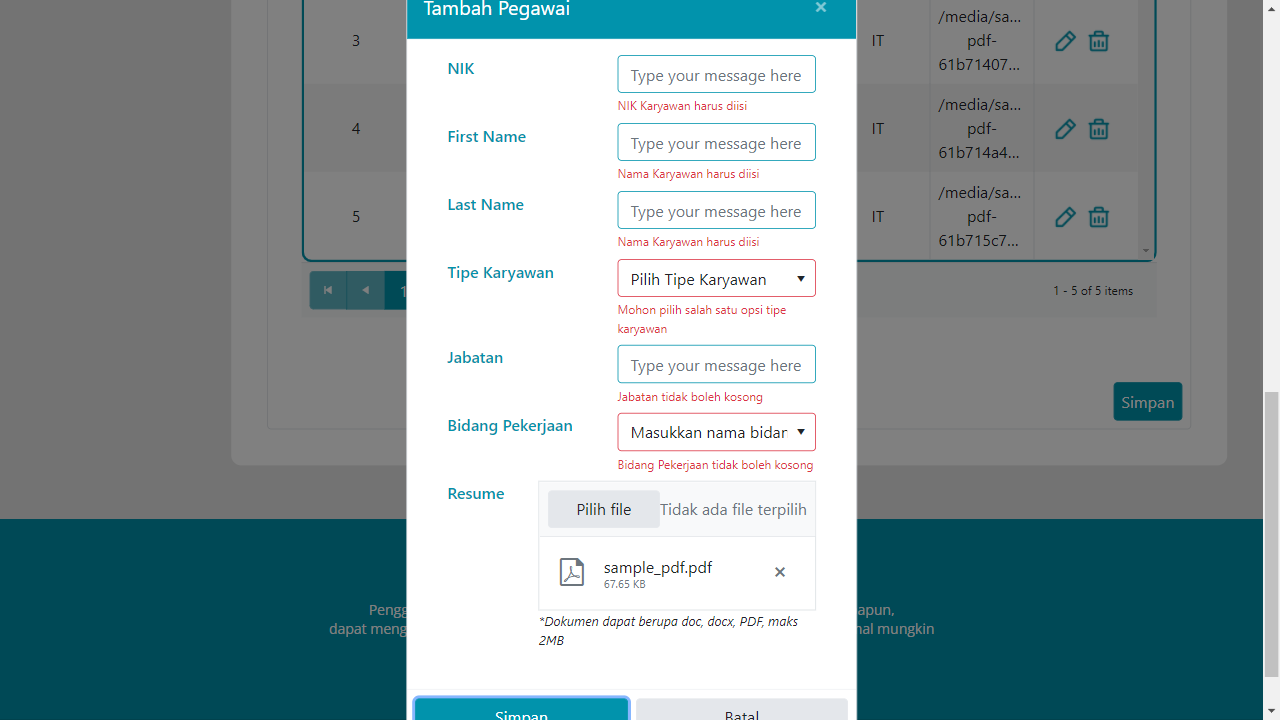 Tambah Pegawai
×
3
IT
/media/sa...
pdf-
61b71407...
4
IT
/media/sa...
pdf-
61b714a4...
5
IT
/media/sa...
pdf-
61b715c7...
1
1 - 5 of 5 items
Simpan
NIK
Type your message here
NIK Karyawan harus diisi
First Name
Type your message here
Nama Karyawan harus diisi
Last Name
Type your message here
Nama Karyawan harus diisi
Tipe Karyawan
Pilih Tipe Karyawan
Mohon pilih salah satu opsi tipe
karyawan
Jabatan
Type your message here
Jabatan tidak boleh kosong
Bidang Pekerjaan
Masukkan nama bidar
Bidang Pekerjaan tidak boleh kosong
Resume
Pilih file
Tidak ada file terpilih
sample_pdf.pdf
67.65 KB
*Dokumen dapat berupa doc, docx, PDF, maks
2MB
Simpan
Batal
Pengg
apun,
dapat meng
nal mungkin